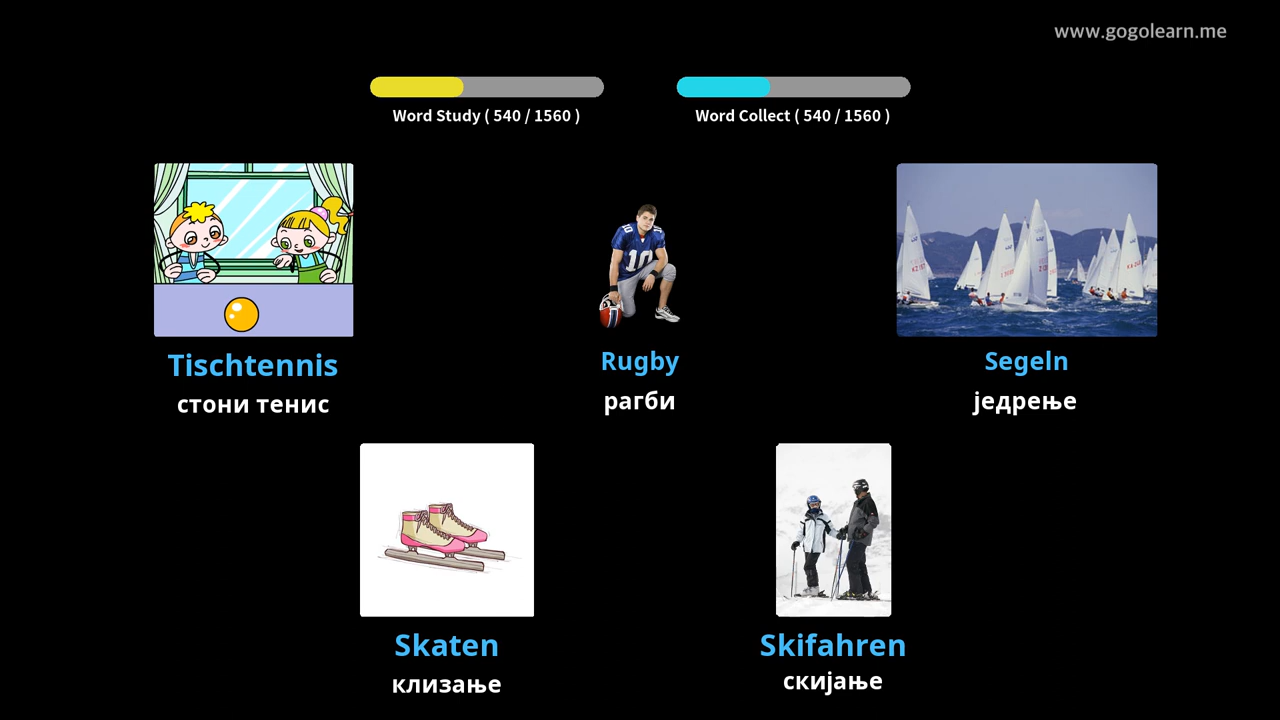 www.gogolearn.me
Word Study ( 540 / 1560 )
Word Collect ( 540 / 1560 )
Tischtennis
стони тенис
Rugby
рагби
10
Segeln
једрење
Skaten
клизање
Skifahren
скијање